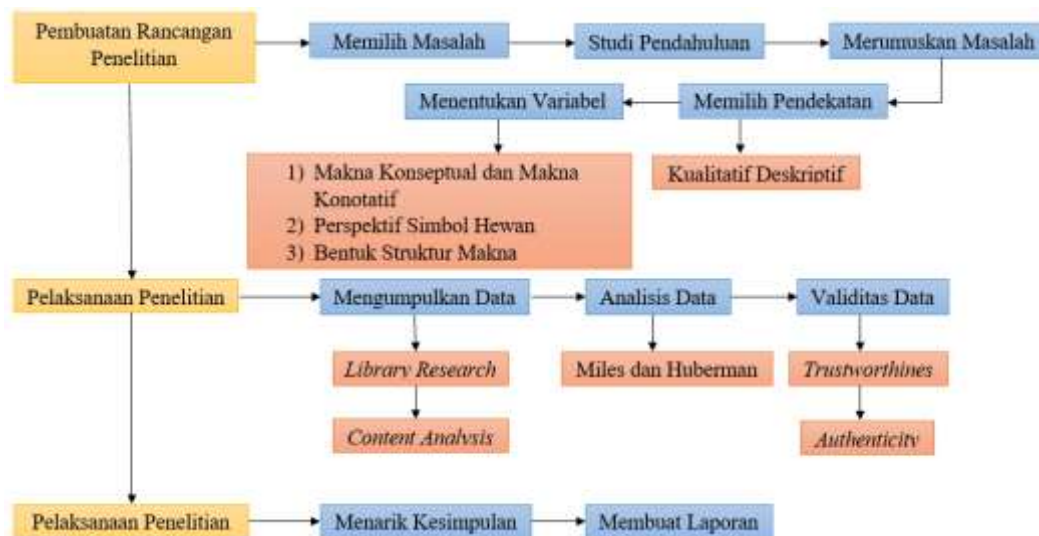 Pembuatan Rancangan
Penelitian
Memilih Masalah
Studi Pendahuluan
Merumuskan Masalah
Menentukan Variabel
Memilih Pendekatan
1) Makna Konseptual dan Makna
Konotatif
2) Perspektif Simbol Hewan
3) Bentuk Struktur Makna
Kualitatif Deskriptif
Pelaksanaan Penelitian
Mengumpulkan Data
Analisis Data
Validitas Data
Library Research
Miles dan Huberman
Trustworthines
Content Analysis
Authenticity
Pelaksanaan Penelitian
Menarik Kesimpulan
Membuat Laporan